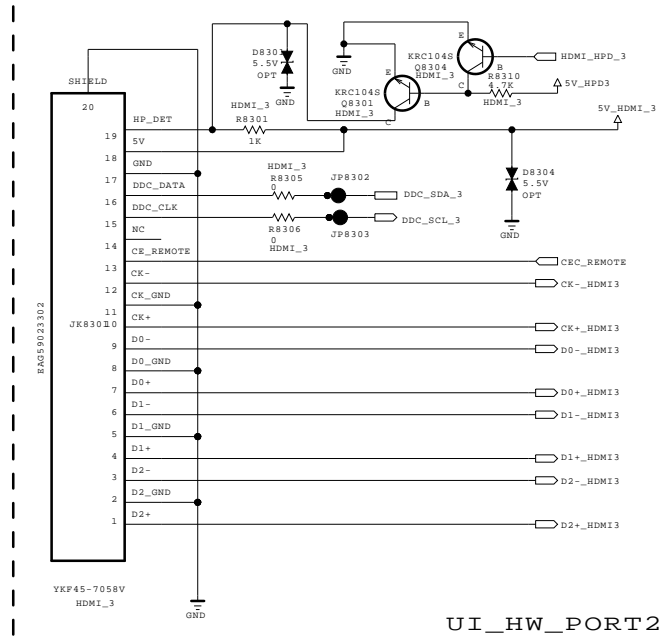 D8301
5.5V
OPT
GND
GND
E
KRC104S
Q8301
HDMI_3
B
C
E
KRC104S
Q8304
HDMI_3
B
C
HDMI_HPD_3
R8310
4.7K
HDMI_3
5V_HPD3
5V_HDMI_3
SHIELD
20
HDMI_3
R8301
1K
19
HP_DET
18
5V
17
GND
16
DDC_DATA
15
DDC_CLK
14
NC
13
CE_REMOTE
12
CK-
11
CK_GND
10
CK+
9
D0-
8
D0_GND
7
D0+
6
D1-
5
D1_GND
4
D1+
3
D2-
2
D2_GND
1
D2+
HDMI_3
R8305
0
JP8302
DDC_SDA_3
R8306
0
HDMI_3
JP8303
DDC_SCL_3
D8304
5.5V
OPT
GND
CEC_REMOTE
CK-_HDMI3
CK+_HDMI3
D0-_HDMI3
D0+_HDMI3
D1-_HDMI3
D1+_HDMI3
D2-_HDMI3
D2+_HDMI3
JK8301
EAG59023302
YKF45-7058V
HDMI_3
GND
UI_HW_PORT2